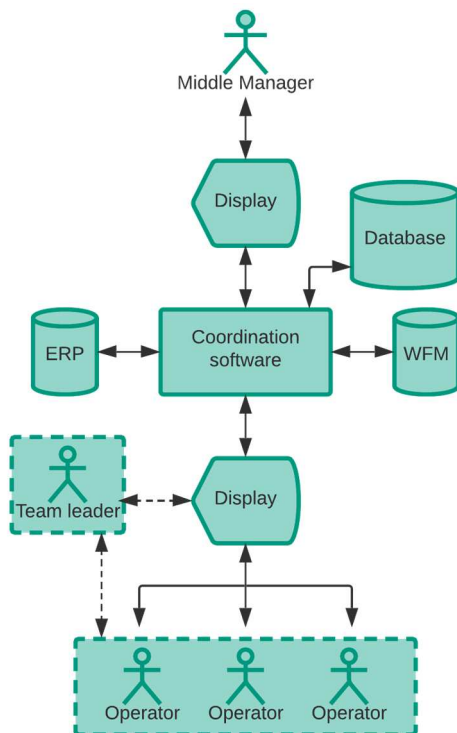 Middle Manager
Display
Database
ERP
Coordination
software
WFM
Team leader
Display
Operator
Operator
Operator